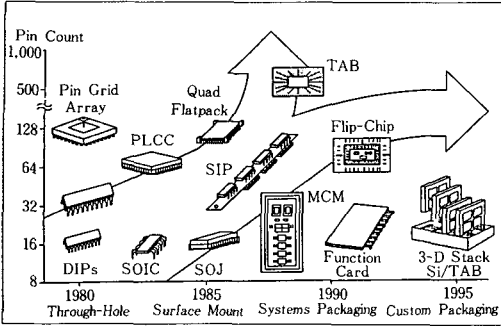 Pin Count
1,000
500
128
64
32
16
8
Pin Grid
Array
PLCC
Quad
Flatpack
TAB
SIP
Flip-Chip
MCM
DIPs
SOIC
SOJ
Function
Card
3-D Stack
Si/TAB
1980
1985
1990
1995
Through-Hole
Surface Mount
Systems Packaging
Custom Packaging